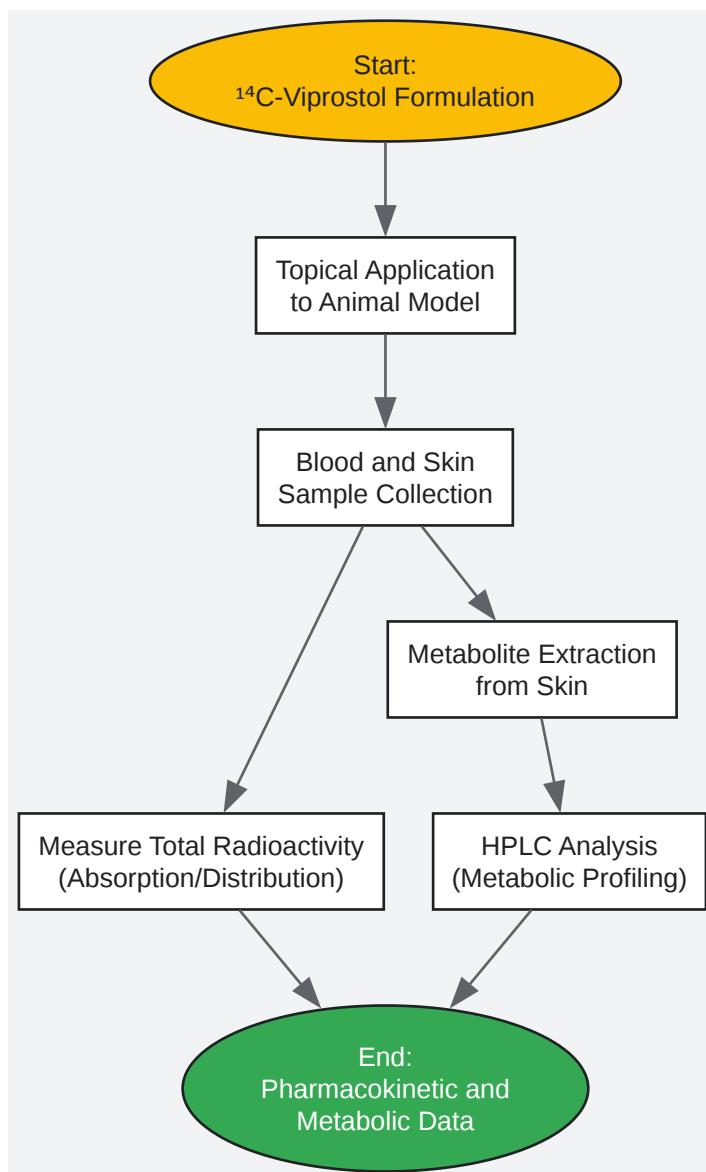 Start:
¹⁴C-Viprostol Formulation
Topical Application
to Animal Model
Blood and Skin
Sample Collection
Metabolite Extraction
from Skin
Measure Total Radioactivity
(Absorption/Distribution)
HPLC Analysis
(Metabolic Profiling)
End:
Pharmacokinetic and
Metabolic Data